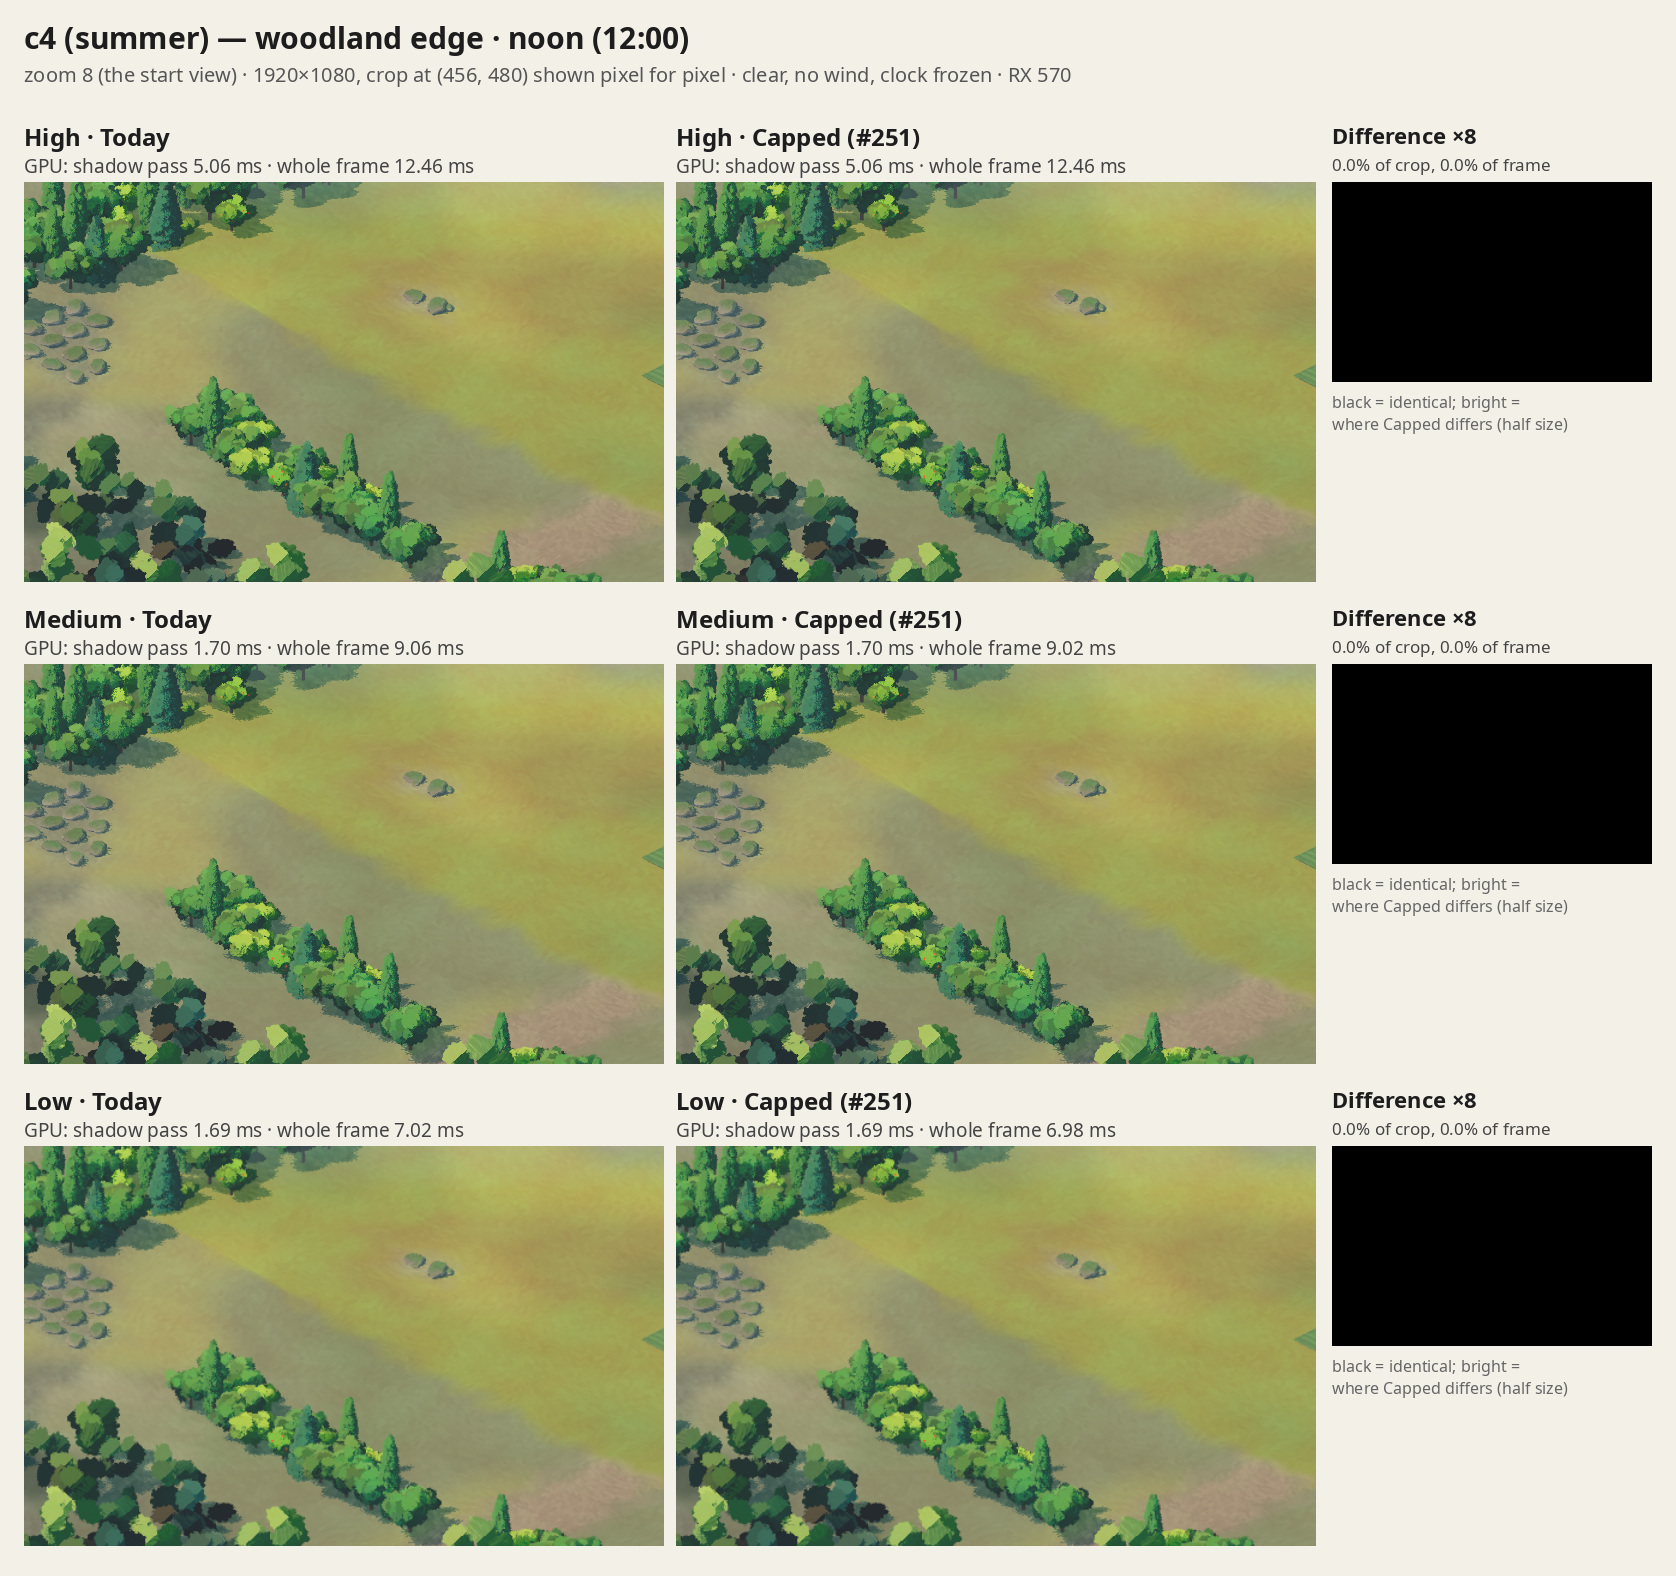 c4 (summer) — woodland edge · noon (12:00)
zoom 8 (the start view) · 1920×1080, crop at (456, 480) shown pixel for pixel · clear, no wind, clock frozen · RX 570
High · Today
GPU: shadow pass 5.06 ms · whole frame 12.46 ms
High · Capped (#251)
GPU: shadow pass 5.06 ms · whole frame 12.46 ms
Difference ×8
0.0% of crop, 0.0% of frame
black = identical; bright =
where Capped differs (half size)
Medium · Today
GPU: shadow pass 1.70 ms · whole frame 9.06 ms
Medium · Capped (#251)
GPU: shadow pass 1.70 ms · whole frame 9.02 ms
Difference ×8
0.0% of crop, 0.0% of frame
black = identical; bright =
where Capped differs (half size)
Low · Today
GPU: shadow pass 1.69 ms · whole frame 7.02 ms
Low · Capped (#251)
GPU: shadow pass 1.69 ms · whole frame 6.98 ms
Difference ×8
0.0% of crop, 0.0% of frame
black = identical; bright =
where Capped differs (half size)